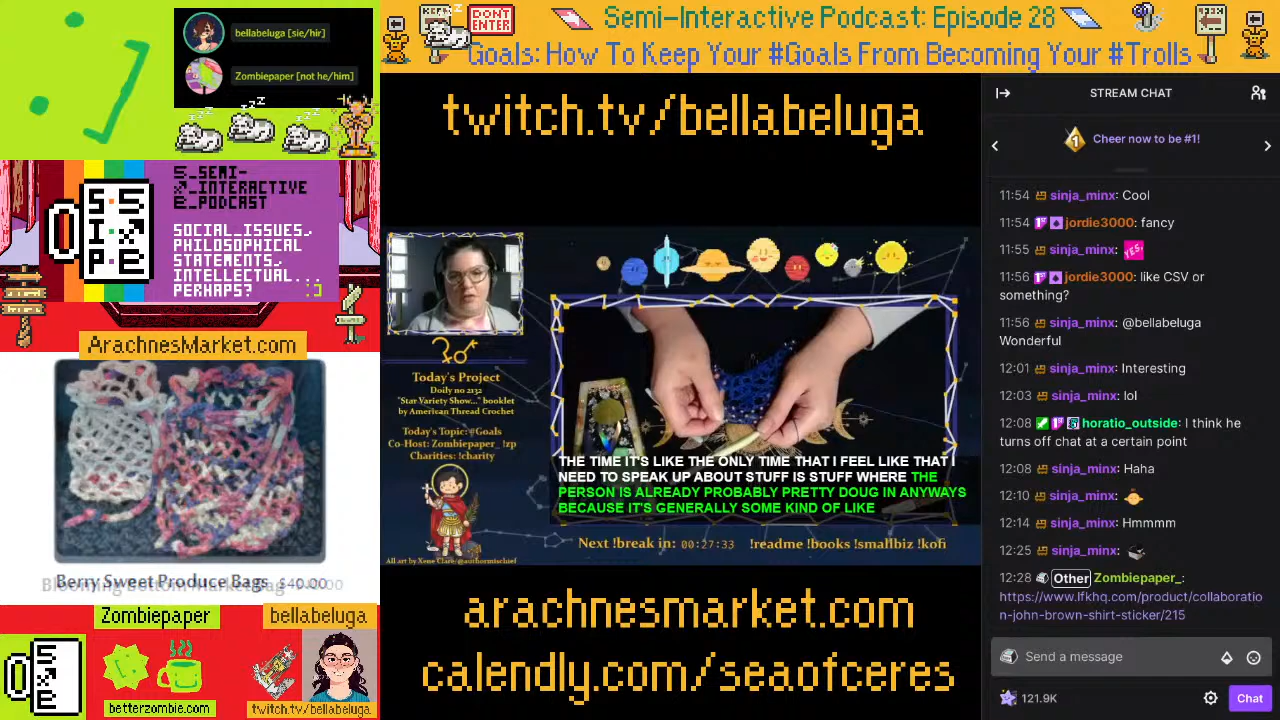 bellabeluga [sie/hir]
Zombiepaper [not he/him]
Z Z Z
DON'T
ENTER
Semi-Interactive Podcast: Episode 28
Goals: How To Keep Your #Goals From Becoming Your #Trolls
S_SEMI-
_INTERACTIVE
_PODCAST
SOCIAL_ISSUES.
PHILOSOPHICAL
STATEMENTS.
INTELLECTUAL...
PERHAPS? :]
ArachnesMarket.com
Berry Sweet Produce Bags $40.00
Zombiepaper
bellabeluga
betterzombie.com
twitch.tv/bellabeluga
twitch.tv/bellabeluga
Today's Project
Doily no 2132
"Star Variety Show..." booklet
by American Thread Crochet
Today's Topic: #Goals
Co-Host: Zombiepaper_ !zp
Charities: !charity
All art by Xene Clare/@authormischief
THE TIME IT'S LIKE THE ONLY TIME THAT I FEEL LIKE THAT I
NEED TO SPEAK UP ABOUT STUFF IS STUFF WHERE THE
PERSON IS ALREADY PROBABLY PRETTY DOUG IN ANYWAYS
BECAUSE IT'S GENERALLY SOME KIND OF LIKE
Next !break in: 00:27:33 !readme !books !smallbiz !kofi
arachnesmarket.com
calendly.com/seaofceres
STREAM CHAT
1 Cheer now to be #1!
11:54 sinja_minx: Cool
11:54 jordie3000: fancy
11:55 sinja_minx: YES!
11:56 jordie3000: like CSV or
something?
11:56 sinja_minx: @bellabeluga
Wonderful
12:01 sinja_minx: Interesting
12:03 sinja_minx: lol
12:08 horatio_outside: I think he
turns off chat at a certain point
12:08 sinja_minx: Haha
12:10 sinja_minx:
12:14 sinja_minx: Hmmmm
12:25 sinja_minx:
12:28 Other Zombiepaper_:
https://www.lfkhq.com/product/collaboratio
n-john-brown-shirt-sticker/215
Send a message
121.9K
Chat